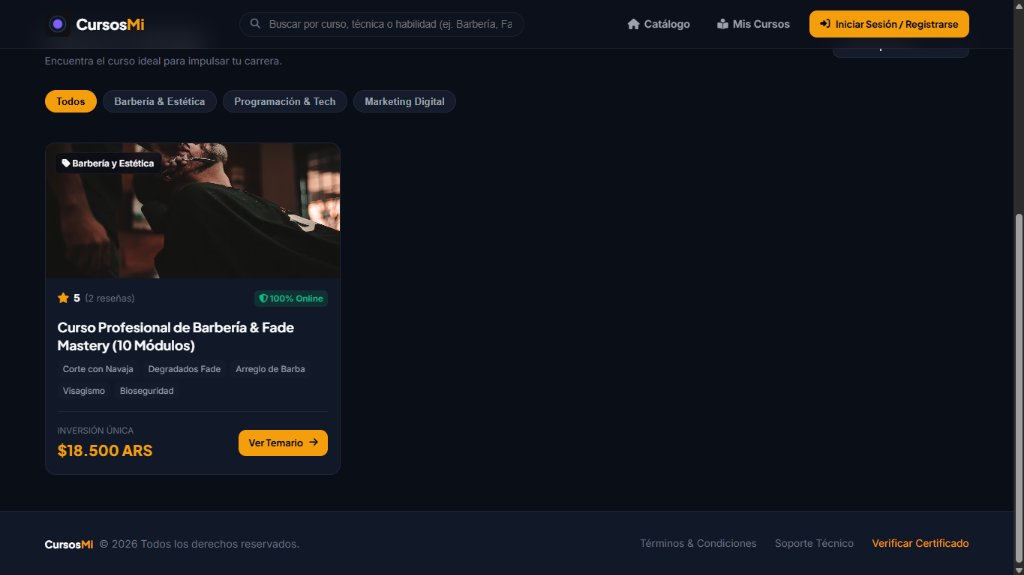 CursosMi
Buscar por curso, técnica o habilidad (ej. Barbería, Fa
Catálogo
Mis Cursos
Iniciar Sesión / Registrarse
Encuentra el curso ideal para impulsar tu carrera.
Todos
Barbería & Estética
Programación & Tech
Marketing Digital
Barbería y Estética
5 (2 reseñas)
100% Online
Curso Profesional de Barbería & Fade
Mastery (10 Módulos)
Corte con Navaja
Degradados Fade
Arreglo de Barba
Visagismo
Bioseguridad
INVERSIÓN ÚNICA
$18.500 ARS
Ver Temario →
CursosMi © 2026 Todos los derechos reservados.
Términos & Condiciones
Soporte Técnico
Verificar Certificado